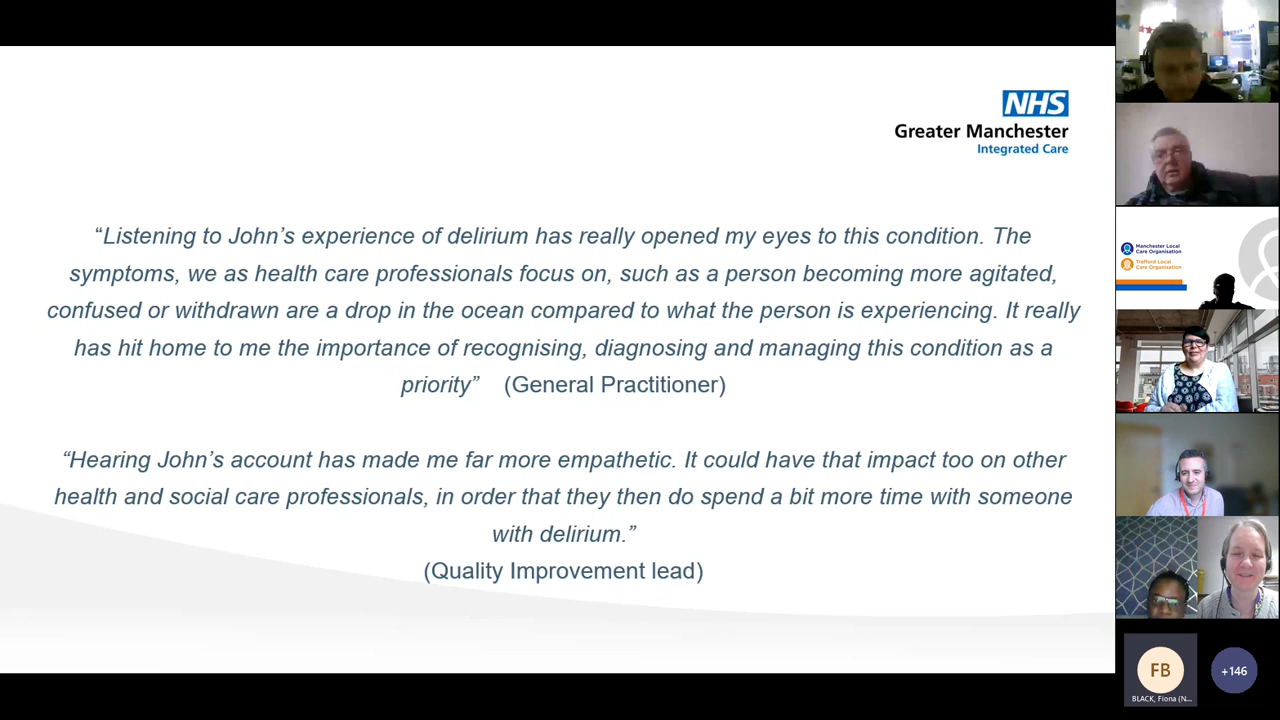 NHS
Greater Manchester
Integrated Care
“Listening to John’s experience of delirium has really opened my eyes to this condition. The
symptoms, we as health care professionals focus on, such as a person becoming more agitated,
confused or withdrawn are a drop in the ocean compared to what the person is experiencing. It really
has hit home to me the importance of recognising, diagnosing and managing this condition as a
priority” (General Practitioner)
“Hearing John’s account has made me far more empathetic. It could have that impact too on other
health and social care professionals, in order that they then do spend a bit more time with someone
with delirium.”
(Quality Improvement lead)
Manchester Local
Care Organisation
Trafford Local
Care Organisation
FB
BLACK, Fiona (N...
+146